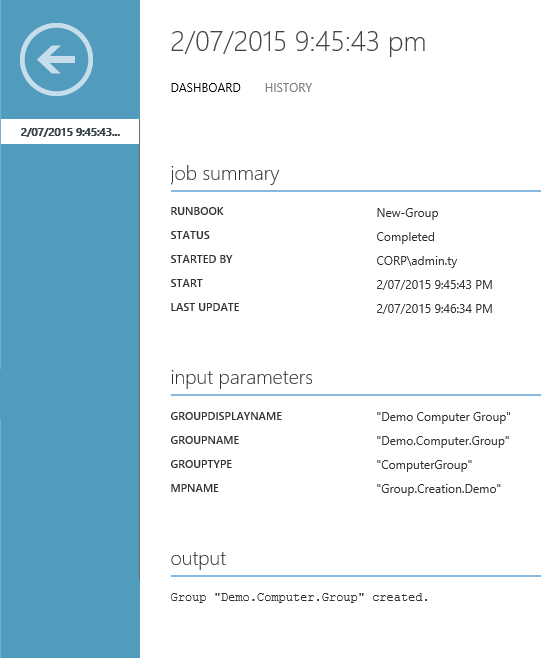 2/07/2015 9:45:43 pm
DASHBOARD HISTORY
2/07/2015 9:45:43...
job summary
RUNBOOK New-Group
STATUS Completed
STARTED BY CORP\admin.ty
START 2/07/2015 9:45:43 PM
LAST UPDATE 2/07/2015 9:46:34 PM
input parameters
GROUPDISPLAYNAME "Demo Computer Group"
GROUPNAME "Demo.Computer.Group"
GROUPTYPE "ComputerGroup"
MPNAME "Group.Creation.Demo"
output
Group "Demo.Computer.Group" created.